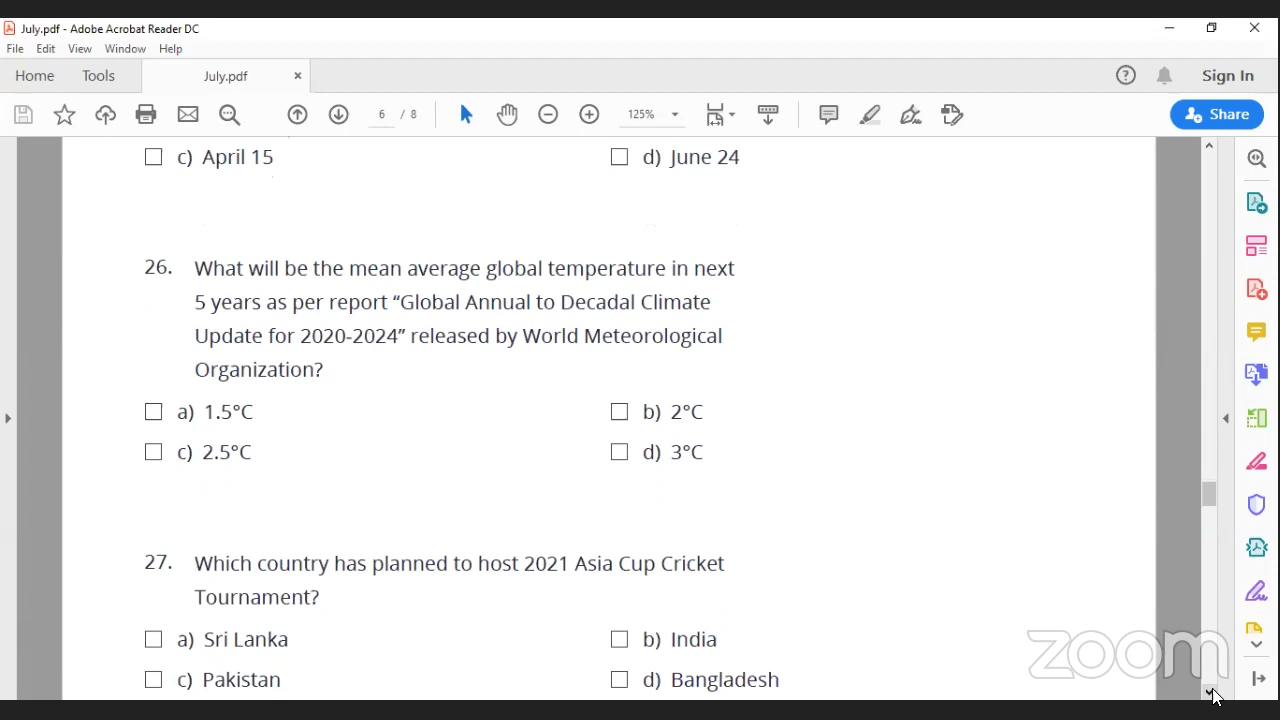 July.pdf - Adobe Acrobat Reader DC
File Edit View Window Help
Home Tools July.pdf × Sign In
6 / 8 125% Share
c) April 15 d) June 24
26. What will be the mean average global temperature in next
5 years as per report “Global Annual to Decadal Climate
Update for 2020-2024” released by World Meteorological
Organization?
a) 1.5°C b) 2°C
c) 2.5°C d) 3°C
27. Which country has planned to host 2021 Asia Cup Cricket
Tournament?
a) Sri Lanka b) India
c) Pakistan d) Bangladesh
zoom